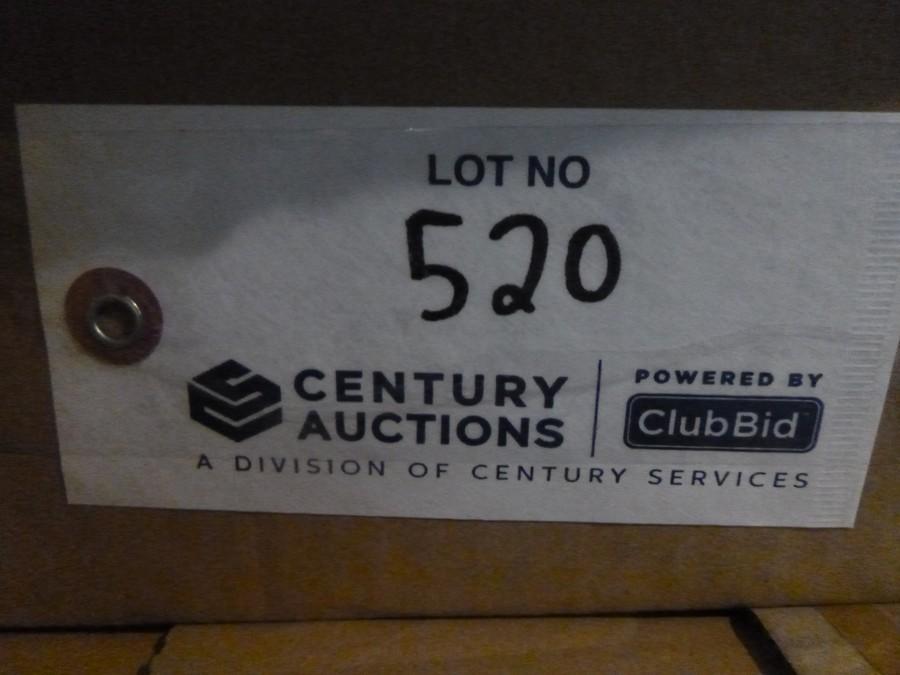 LOT NO
520
CENTURY AUCTIONS
POWERED BY
ClubBid
A DIVISION OF CENTURY SERVICES